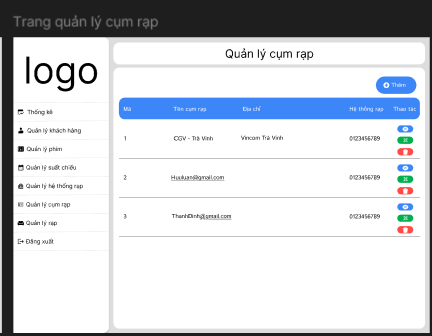 Trang quản lý cụm rạp
logo
Thống kê
Quản lý khách hàng
Quản lý phim
Quản lý suất chiếu
Quản lý hệ thống rạp
Quản lý cụm rạp
Quản lý rạp
Đăng xuất
Quản lý cụm rạp
Thêm
Mã Tên cụm rạp Địa chỉ Hệ thống rạp Thao tác
1 CGV - Trà Vinh Vincom Trà Vinh 0123456789
2 Huuluan@gmail.com 0123456789
3 ThanhDinh@gmail.com 0123456789